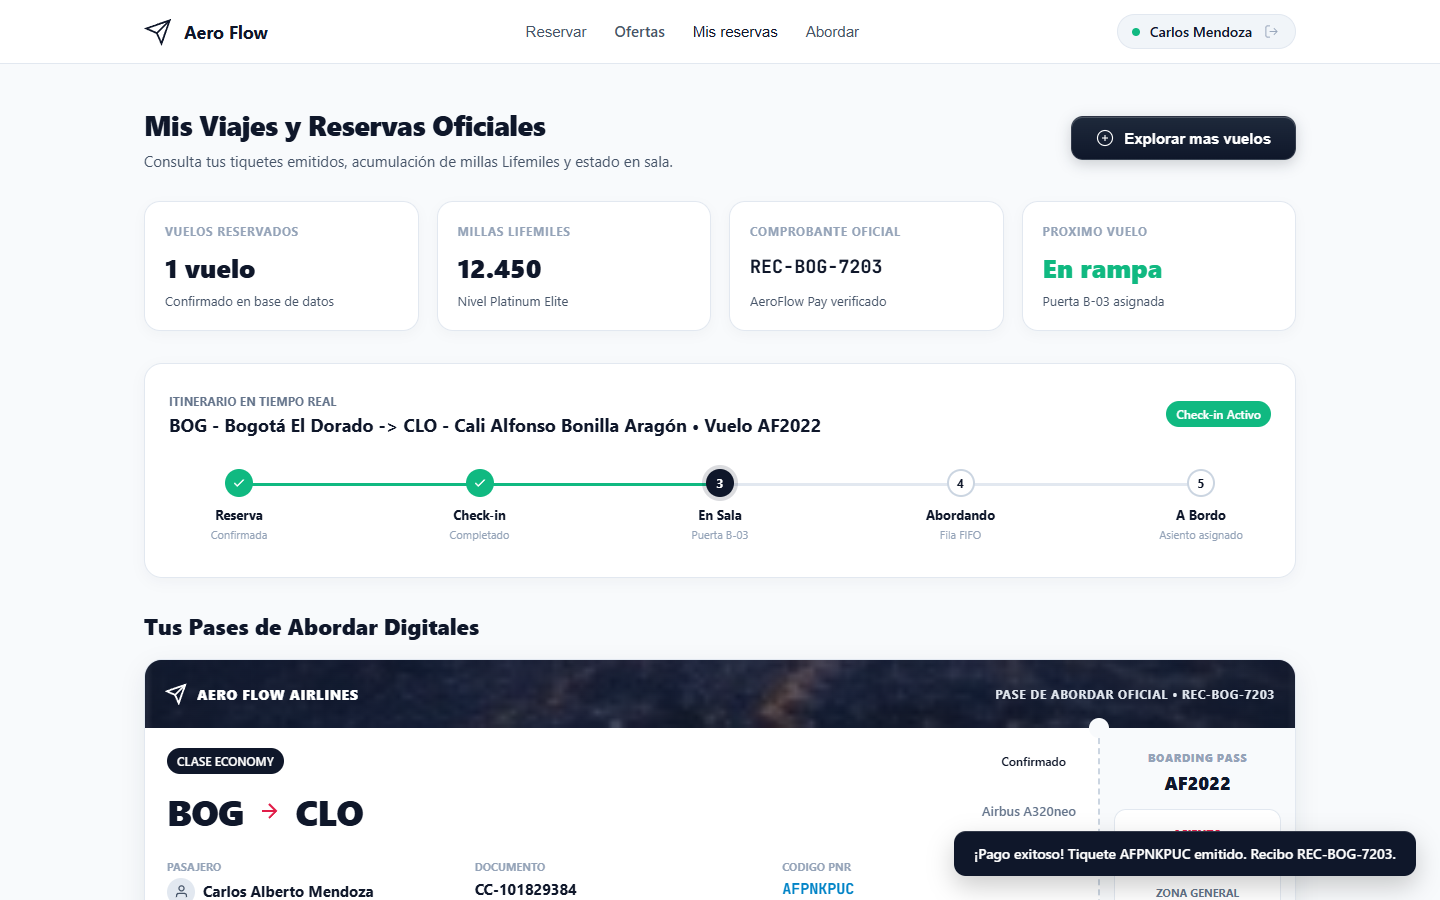 Aero Flow
Reservar
Ofertas
Mis reservas
Abordar
Carlos Mendoza
Mis Viajes y Reservas Oficiales
Consulta tus tiquetes emitidos, acumulación de millas Lifemiles y estado en sala.
Explorar mas vuelos
VUELOS RESERVADOS
1 vuelo
Confirmado en base de datos
MILLAS LIFEMILES
12.450
Nivel Platinum Elite
COMPROBANTE OFICIAL
REC-BOG-7203
AeroFlow Pay verificado
PROXIMO VUELO
En rampa
Puerta B-03 asignada
ITINERARIO EN TIEMPO REAL
BOG - Bogotá El Dorado -> CLO - Cali Alfonso Bonilla Aragón • Vuelo AF2022
Check-in Activo
Reserva
Confirmada
Check-in
Completado
3
En Sala
Puerta B-03
4
Abordando
Fila FIFO
5
A Bordo
Asiento asignado
Tus Pases de Abordar Digitales
AERO FLOW AIRLINES
PASE DE ABORDAR OFICIAL • REC-BOG-7203
CLASE ECONOMY
Confirmado
BOG → CLO
Airbus A320neo
PASAJERO
Carlos Alberto Mendoza
DOCUMENTO
CC-101829384
CODIGO PNR
AFPNKPUC
BOARDING PASS
AF2022
¡Pago exitoso! Tiquete AFPNKPUC emitido. Recibo REC-BOG-7203.
ZONA GENERAL